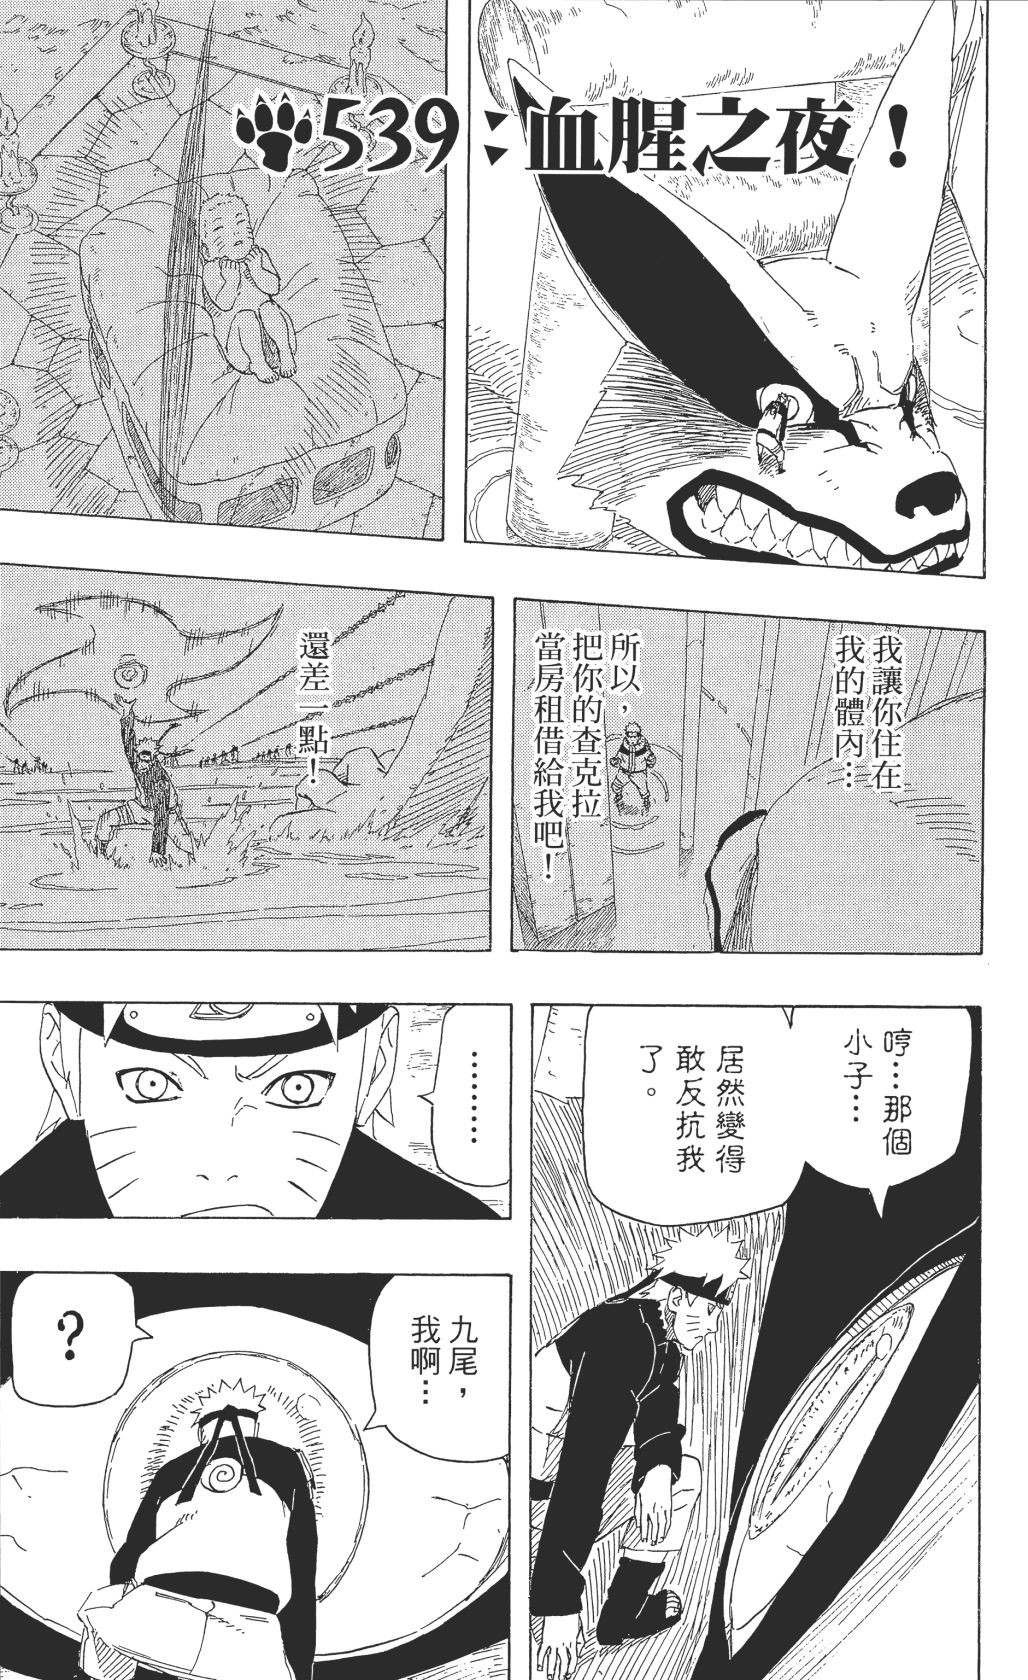 539：血腥之夜！
我讓你住在
我的體內…
所以，
把你的查克拉
當房租借給我吧！
還差一點！
哼…那個
小子…
居然變得
敢反抗我
了。
………
九尾，
我啊…
？